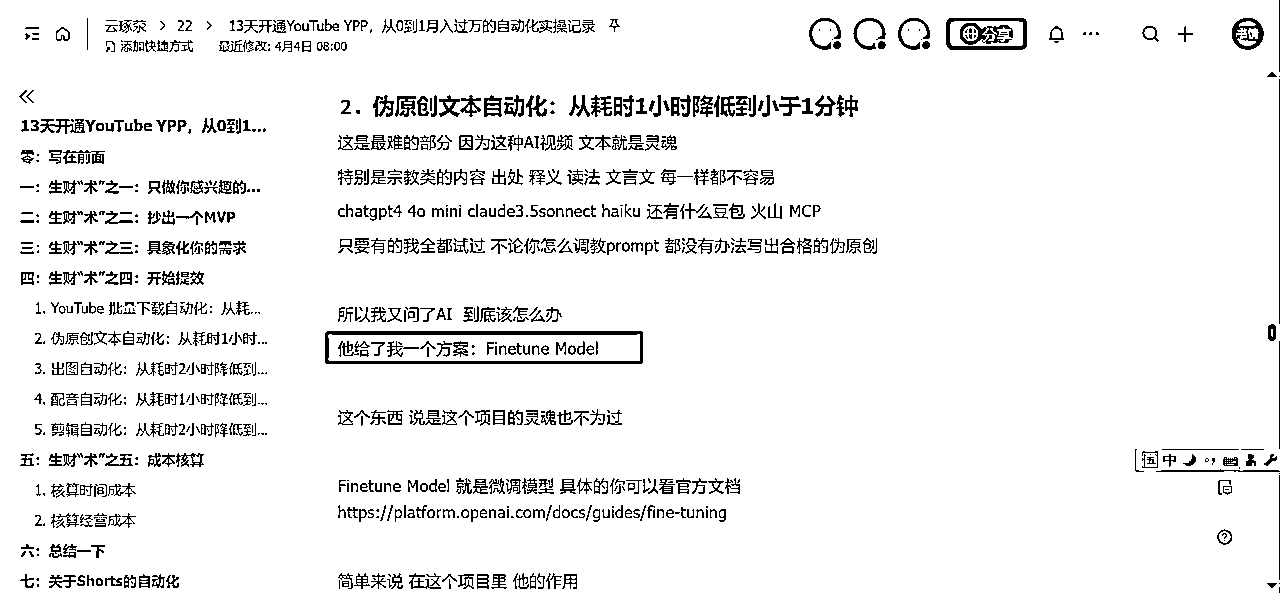 云琢荥 > 22 > 13天开通YouTube YPP，从0到1月入过万的自动化实操记录
添加快捷方式 最近修改: 4月4日 08:00
分享
13天开通YouTube YPP，从0到1...
零：写在前面
一：生财“术”之一：只做你感兴趣的...
二：生财“术”之二：抄出一个MVP
三：生财“术”之三：具象化你的需求
四：生财“术”之四：开始提效
1. YouTube 批量下载自动化：从耗...
2. 伪原创文本自动化：从耗时1小时...
3. 出图自动化：从耗时2小时降低到...
4. 配音自动化：从耗时1小时降低到...
5. 剪辑自动化：从耗时2小时降低到...
五：生财“术”之五：成本核算
1. 核算时间成本
2. 核算经营成本
六：总结一下
七：关于Shorts的自动化
2. 伪原创文本自动化：从耗时1小时降低到小于1分钟
这是最难的部分 因为这种AI视频 文本就是灵魂
特别是宗教类的内容 出处 释义 读法 文言文 每一样都不容易
chatgpt4 4o mini claude3.5sonnect haiku 还有什么豆包 火山 MCP
只要有的我全都试过 不论你怎么调教prompt 都没有办法写出合格的伪原创
所以我又问了AI 到底该怎么办
他给了我一个方案：Finetune Model
这个东西 说是这个项目的灵魂也不为过
Finetune Model 就是微调模型 具体的你可以看官方文档
https://platform.openai.com/docs/guides/fine-tuning
简单来说 在这个项目里 他的作用
五 中